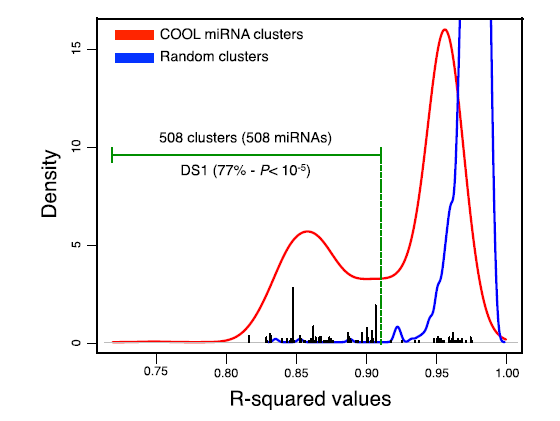 COOL miRNA clusters
Random clusters
508 clusters (508 miRNAs)
DS1 (77% - P< 10-5)
Density
15
10
5
0
0.75 0.80 0.85 0.90 0.95 1.00
R-squared values